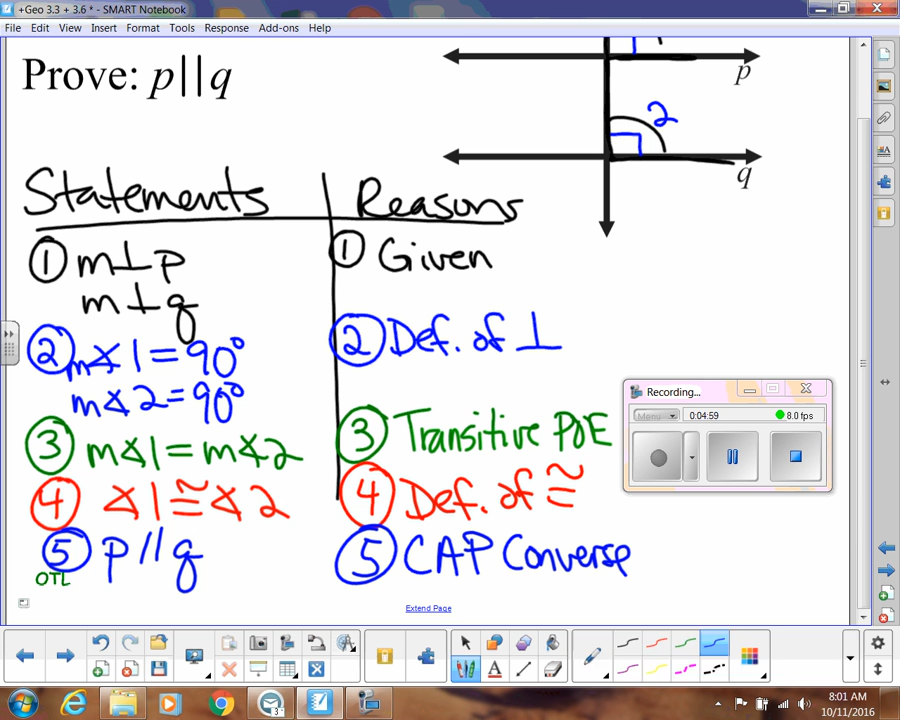 +Geo 3.3 + 3.6 * - SMART Notebook
File Edit View Insert Format Tools Response Add-ons Help
Prove: p||q
p
2
q
Statements Reasons
① m⊥p ① Given
m⊥q
② m∡1=90° ② Def. of ⊥
m∡2=90°
③ m∡1=m∡2 ③ Transitive PoE
④ ∡1≅∡2 ④ Def. of ≅
⑤ p//q ⑤ CAP Converse
OTL
Recording...
Menu 0:04:59 8.0 fps
Extend Page
A
3
8:01 AM
10/11/2016